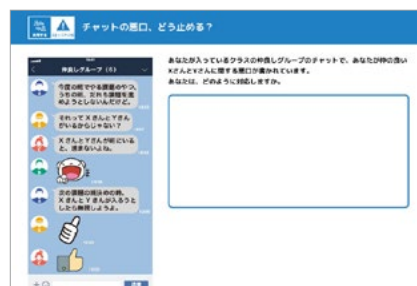 チャットの悪口、どう止める？
仲良しグループ（5）
今度の班でやる課題のやつ、
うちの班、だれも課題を進
めようとしないんだけど。
それってXさんとYさん
がいるからじゃない？
XさんとYさんが班にいる
と、進まないよね。
次の課題の班決めの時、
XさんとYさんが入ろうと
したら無視しようよ。
あなたが入っているクラスの仲良しグループのチャットで、あなたが仲の良い
XさんとYさんに関する悪口が書かれています。
あなたは、どのように対応しますか。